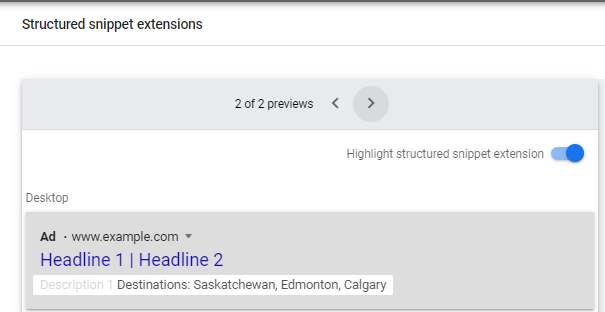 Structured snippet extensions
2 of 2 previews
Highlight structured snippet extension
Desktop
Ad · www.example.com
Headline 1 | Headline 2
Description 1 Destinations: Saskatchewan, Edmonton, Calgary